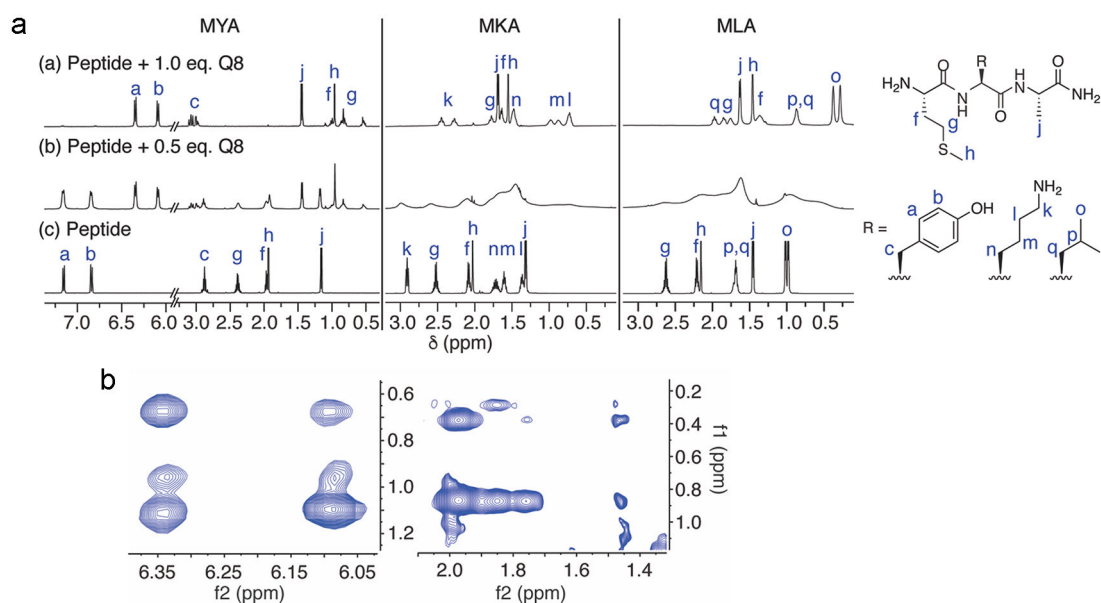 a
MYA
MKA
MLA
(a) Peptide + 1.0 eq. Q8
a b c j h f g
k j f h g n m l
q g j h f p,q o
(b) Peptide + 0.5 eq. Q8
(c) Peptide
a b c g f h j
k g f h n m l j
g f h p,q j o
7.0 6.5 6.0 3.0 2.5 2.0 1.5 1.0 0.5
3.0 2.5 2.0 1.5 1.0 0.5
2.0 1.5 1.0 0.5
δ (ppm)
H2N O R N H O H N O NH2
f g S h j
R =
a b OH c
NH2 k l m n
o p q
b
0.6
0.8
1.0
1.2
6.35 6.25 6.15 6.05
f2 (ppm)
0.2
0.4
0.6
0.8
1.0
f1 (ppm)
2.0 1.8 1.6 1.4
f2 (ppm)